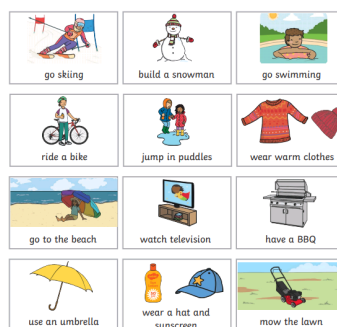 go skiing
build a snowman
go swimming
ride a bike
jump in puddles
wear warm clothes
go to the beach
watch television
have a BBQ
use an umbrella
wear a hat and
sunscreen
mow the lawn